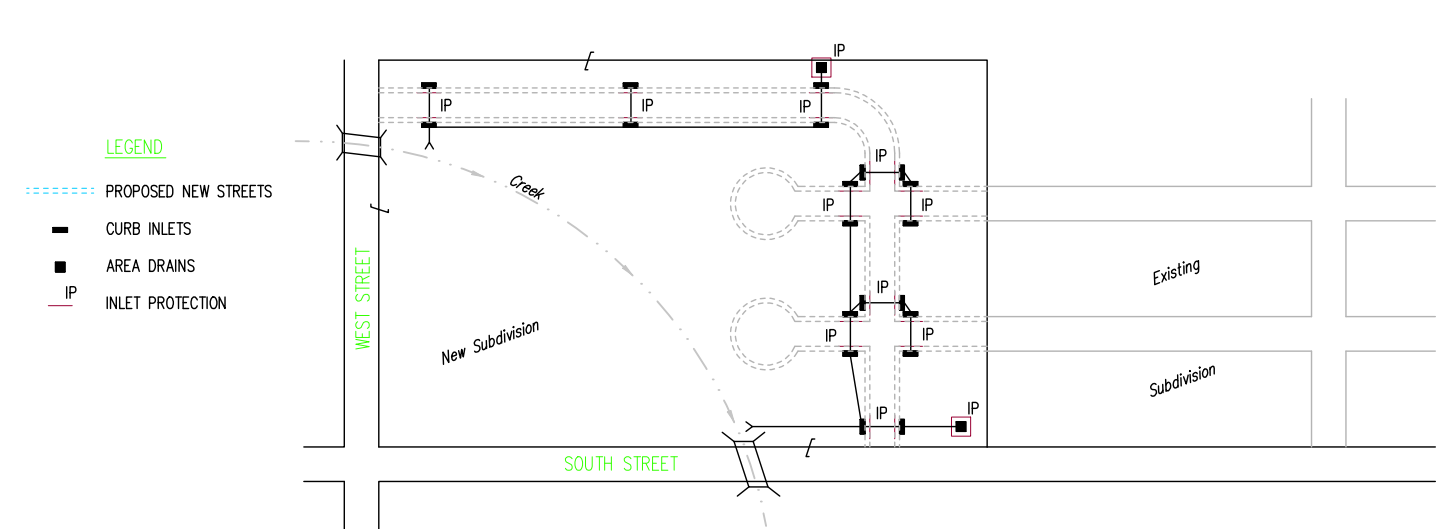 LEGEND
PROPOSED NEW STREETS
CURB INLETS
AREA DRAINS
IP
INLET PROTECTION
WEST STREET
SOUTH STREET
Creek
New Subdivision
Existing
Subdivision
IP
IP
IP
IP
IP
IP
IP
IP
IP
IP
IP
IP